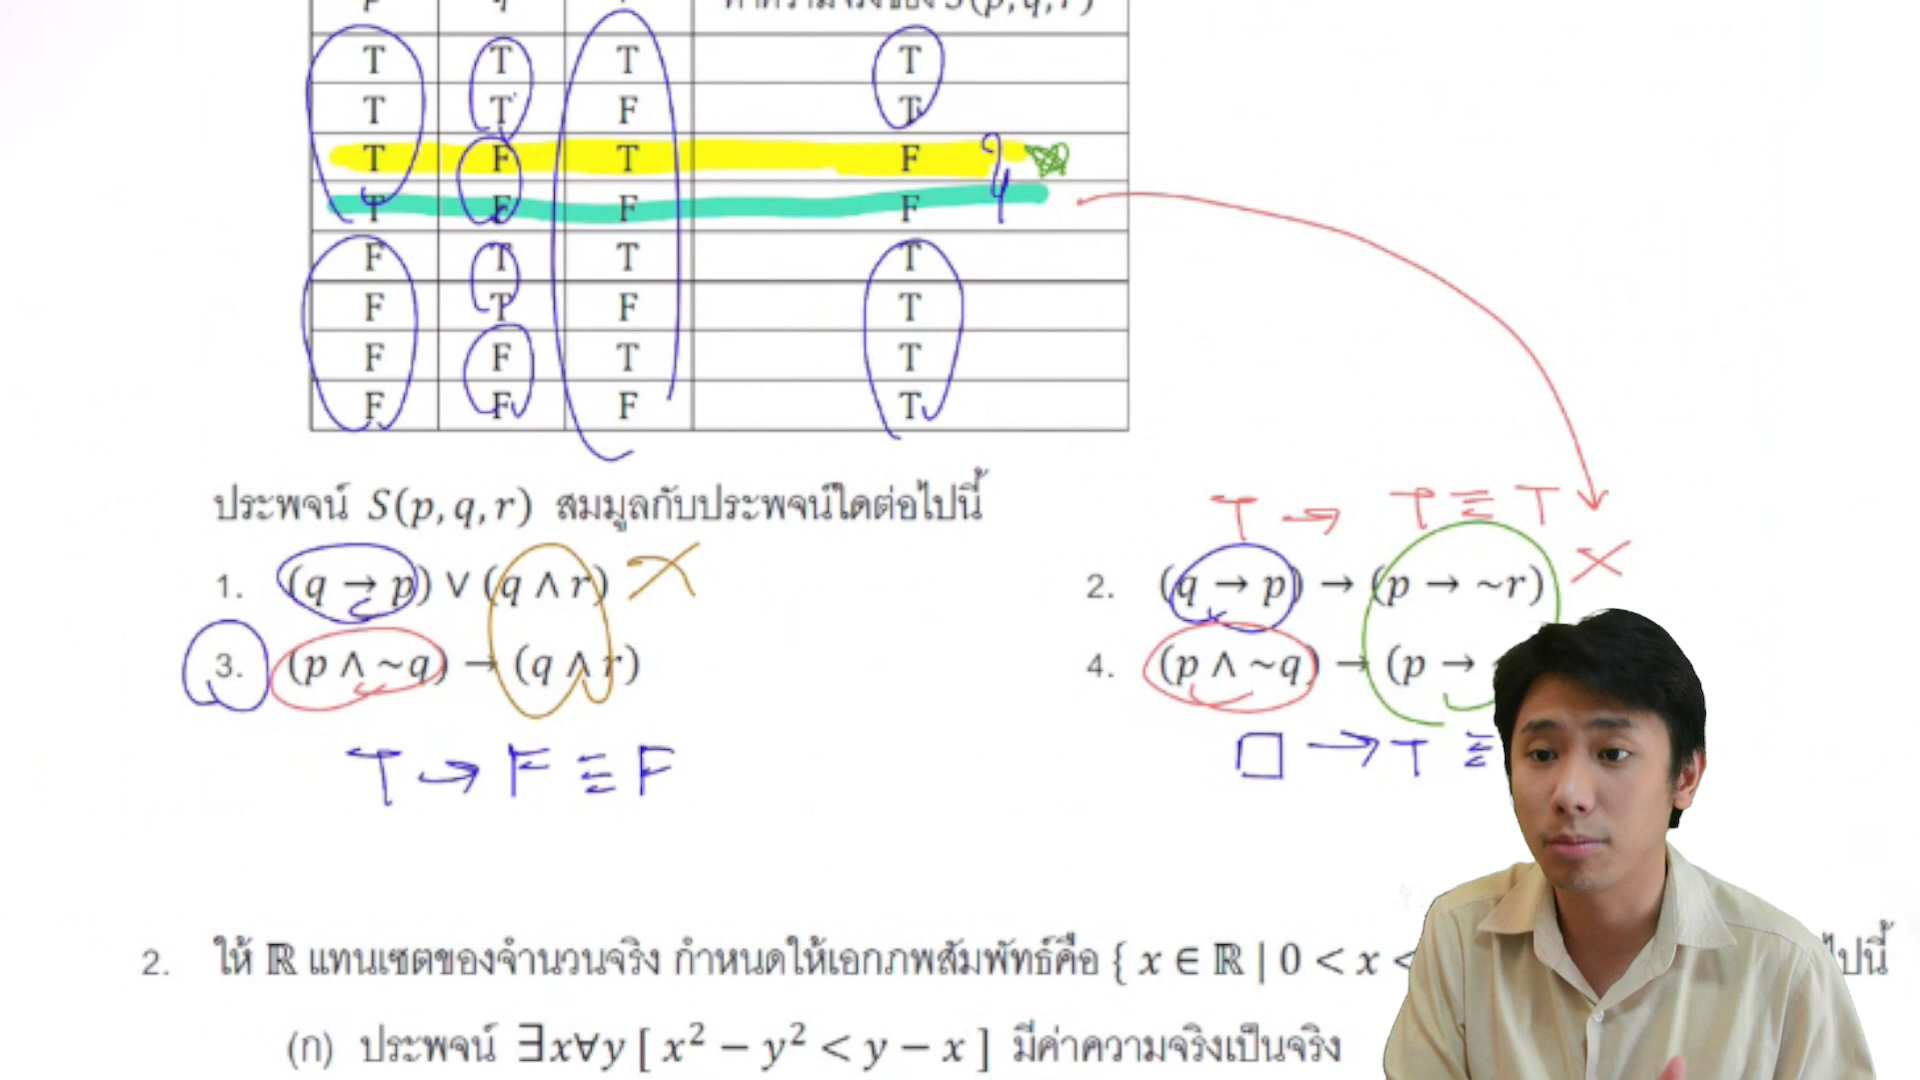 S(p, q, r)
T T T T
T T F T
T F T F
T F F F
F T T T
F T F T
F F T T
F F F T
ประพจน์ S(p, q, r) สมมูลกับประพจน์ใดต่อไปนี้
T → T ≡ T
1. (q → p) ∨ (q ∧ r) ×
2. (q → p) → (p → ~r) ×
3. (p ∧ ~q) → (q ∧ r)
4. (p ∧ ~q) → (p →
T → F ≡ F
□ → T ≡
2. ให้ ℝ แทนเซตของจำนวนจริง กำหนดให้เอกภพสัมพัทธ์คือ { x ∈ ℝ | 0 < x <
(ก) ประพจน์ ∃x∀y [ x² − y² < y − x ] มีค่าความจริงเป็นจริง